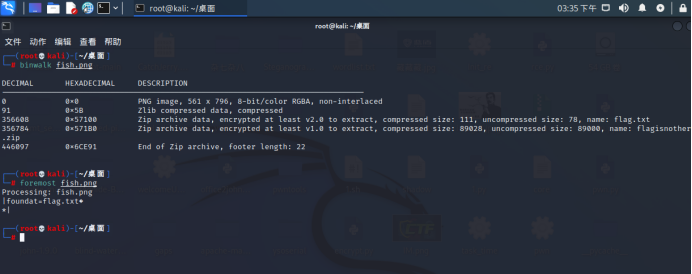 root@kali: ~/桌面
03:35 下午
root@kali: ~/桌面
文件 动作 编辑 查看 帮助
┌──(root💀kali)-[~/桌面]
└─# binwalk fish.png
DECIMAL HEXADECIMAL DESCRIPTION
--------------------------------------------------------------------------------
0 0x0 PNG image, 561 x 796, 8-bit/color RGBA, non-interlaced
91 0x5B Zlib compressed data, compressed
356608 0x57100 Zip archive data, encrypted at least v2.0 to extract, compressed size: 111, uncompressed size: 78, name: flag.txt
356784 0x571B0 Zip archive data, encrypted at least v1.0 to extract, compressed size: 89028, uncompressed size: 89000, name: flagisnother
.zip
446097 0x6CE91 End of Zip archive, footer length: 22
┌──(root💀kali)-[~/桌面]
└─# foremost fish.png
Processing: fish.png
|foundat=flag.txt*
*|
┌──(root💀kali)-[~/桌面]
└─#